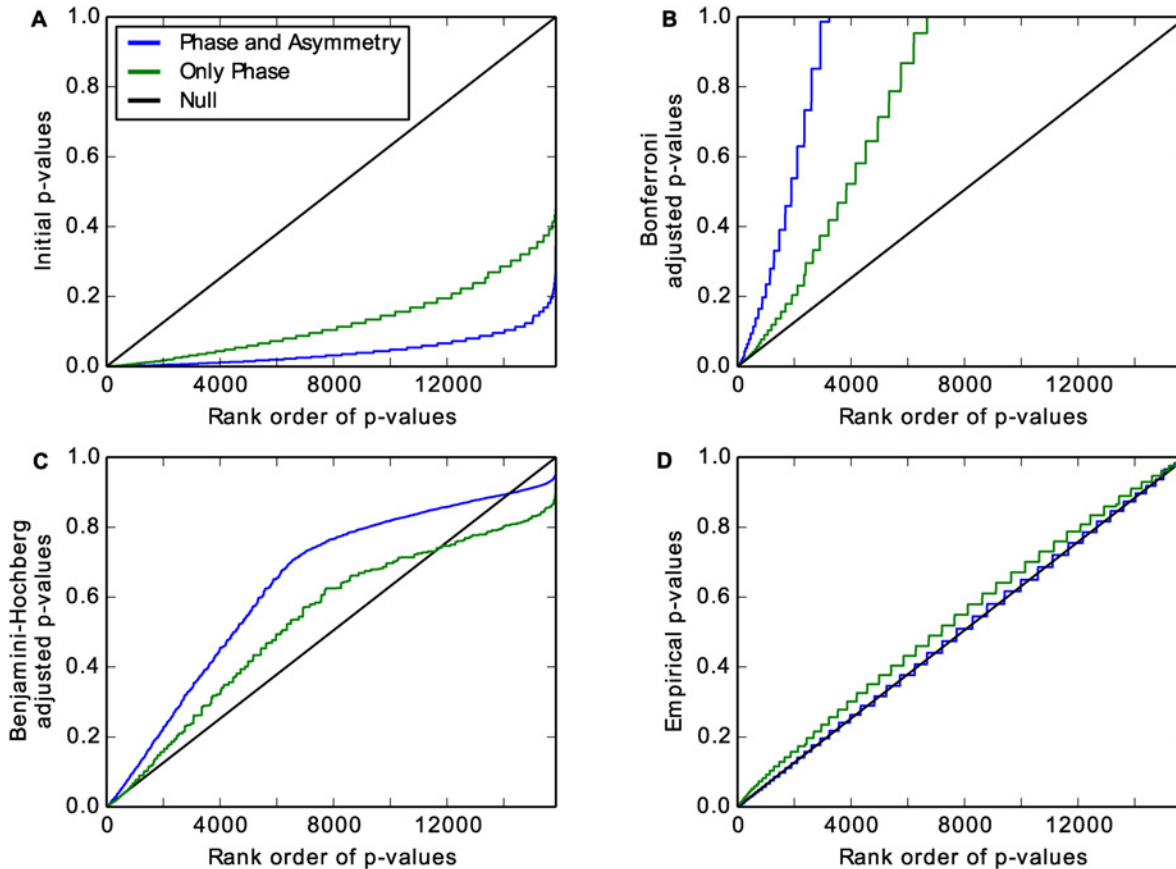 A
Initial p-values
1.0
0.8
0.6
0.4
0.2
0.0
Phase and Asymmetry
Only Phase
Null
0 4000 8000 12000
Rank order of p-values
B
Bonferroni
adjusted p-values
1.0
0.8
0.6
0.4
0.2
0.0
0 4000 8000 12000
Rank order of p-values
C
Benjamini-Hochberg
adjusted p-values
1.0
0.8
0.6
0.4
0.2
0.0
0 4000 8000 12000
Rank order of p-values
D
Empirical p-values
1.0
0.8
0.6
0.4
0.2
0.0
0 4000 8000 12000
Rank order of p-values